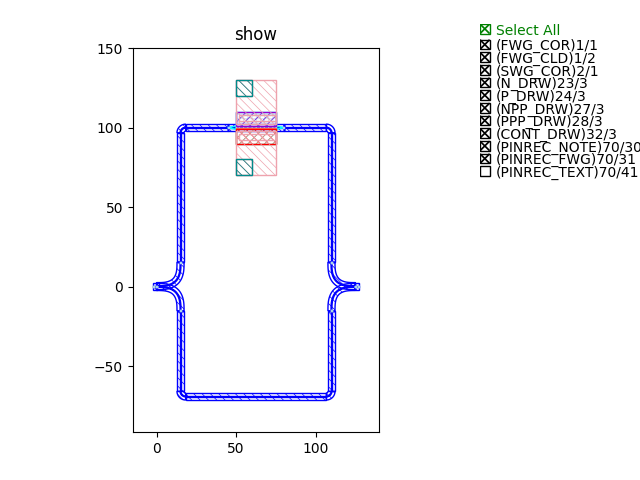 show
150
100
50
0
−50
0
50
100
Select All
(FWG_COR)1/1
(FWG_CLD)1/2
(SWG_COR)2/1
(N_DRW)23/3
(P_DRW)24/3
(NPP_DRW)27/3
(PPP_DRW)28/3
(CONT_DRW)32/3
(PINREC_NOTE)70/30
(PINREC_FWG)70/31
(PINREC_TEXT)70/41